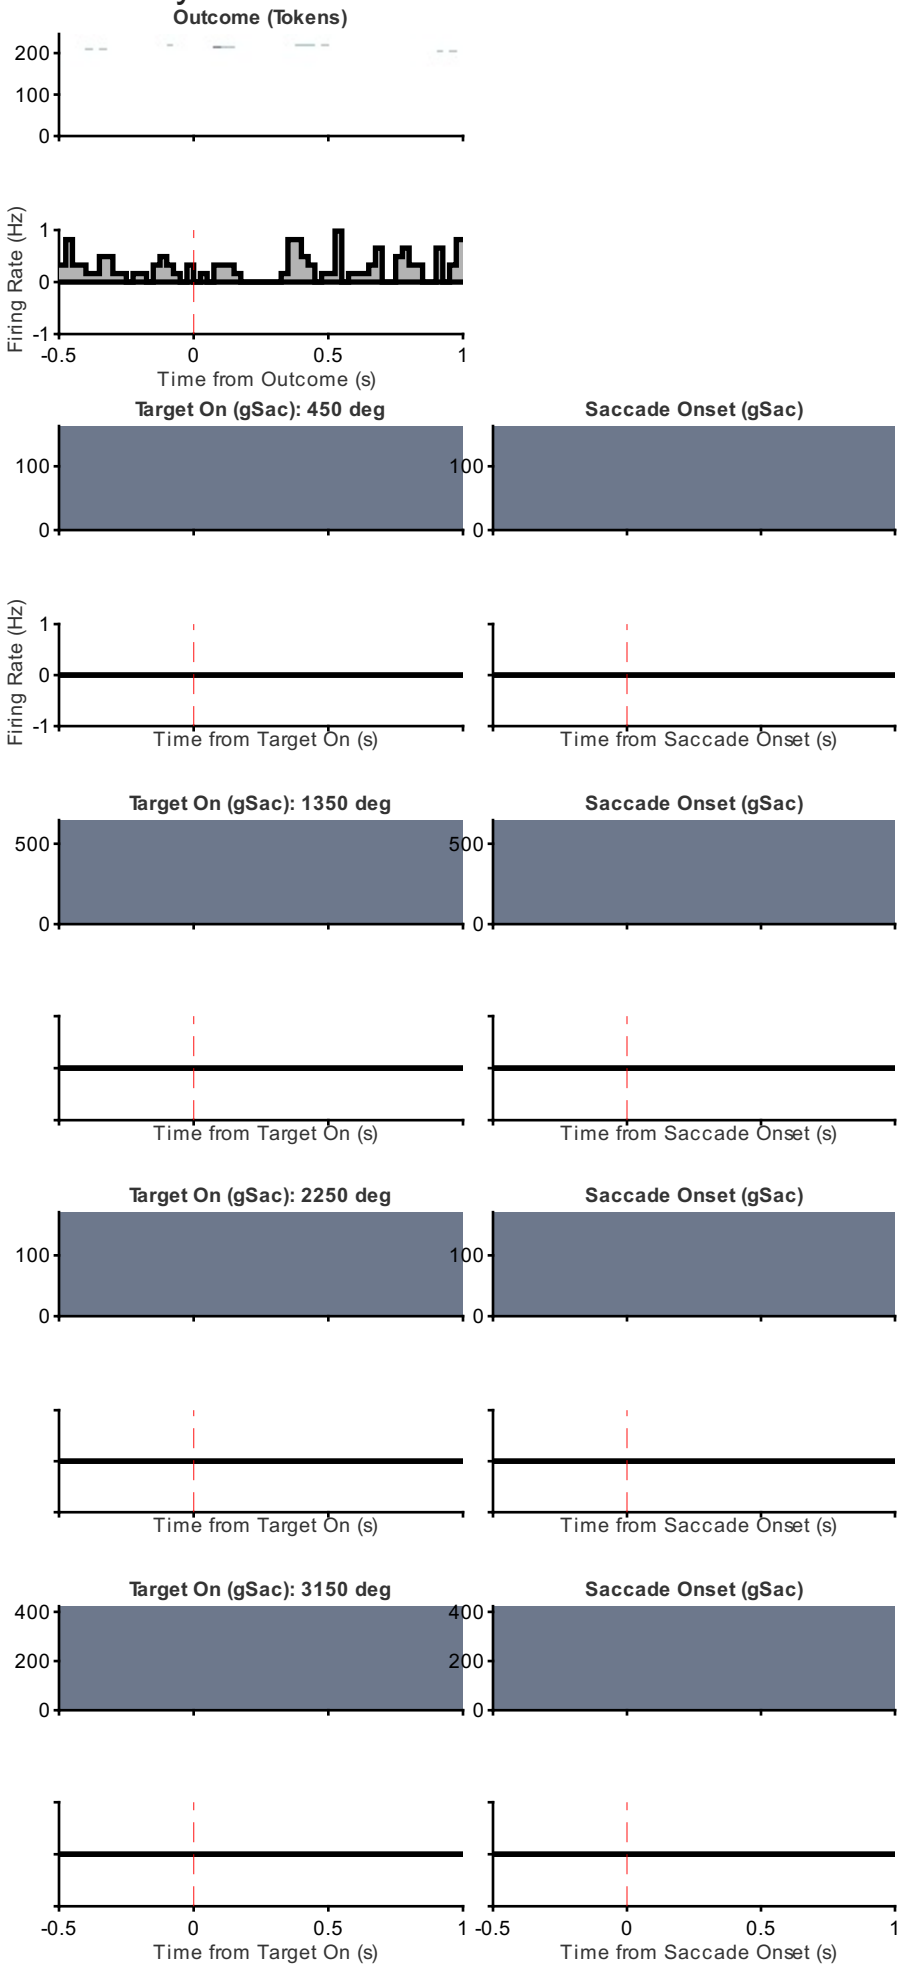 Outcome (Tokens)
200
100
0
Firing Rate (Hz)
1
0
-1
-0.5 0 0.5 1
Time from Outcome (s)
Target On (gSac): 450 deg Saccade Onset (gSac)
100 100
0 0
Firing Rate (Hz)
1
0
-1
Time from Target On (s) Time from Saccade Onset (s)
Target On (gSac): 1350 deg Saccade Onset (gSac)
500 500
0 0
Time from Target On (s) Time from Saccade Onset (s)
Target On (gSac): 2250 deg Saccade Onset (gSac)
100 100
0 0
Time from Target On (s) Time from Saccade Onset (s)
Target On (gSac): 3150 deg Saccade Onset (gSac)
400 400
200 200
0 0
-0.5 0 0.5 1 -0.5 0 0.5 1
Time from Target On (s) Time from Saccade Onset (s)